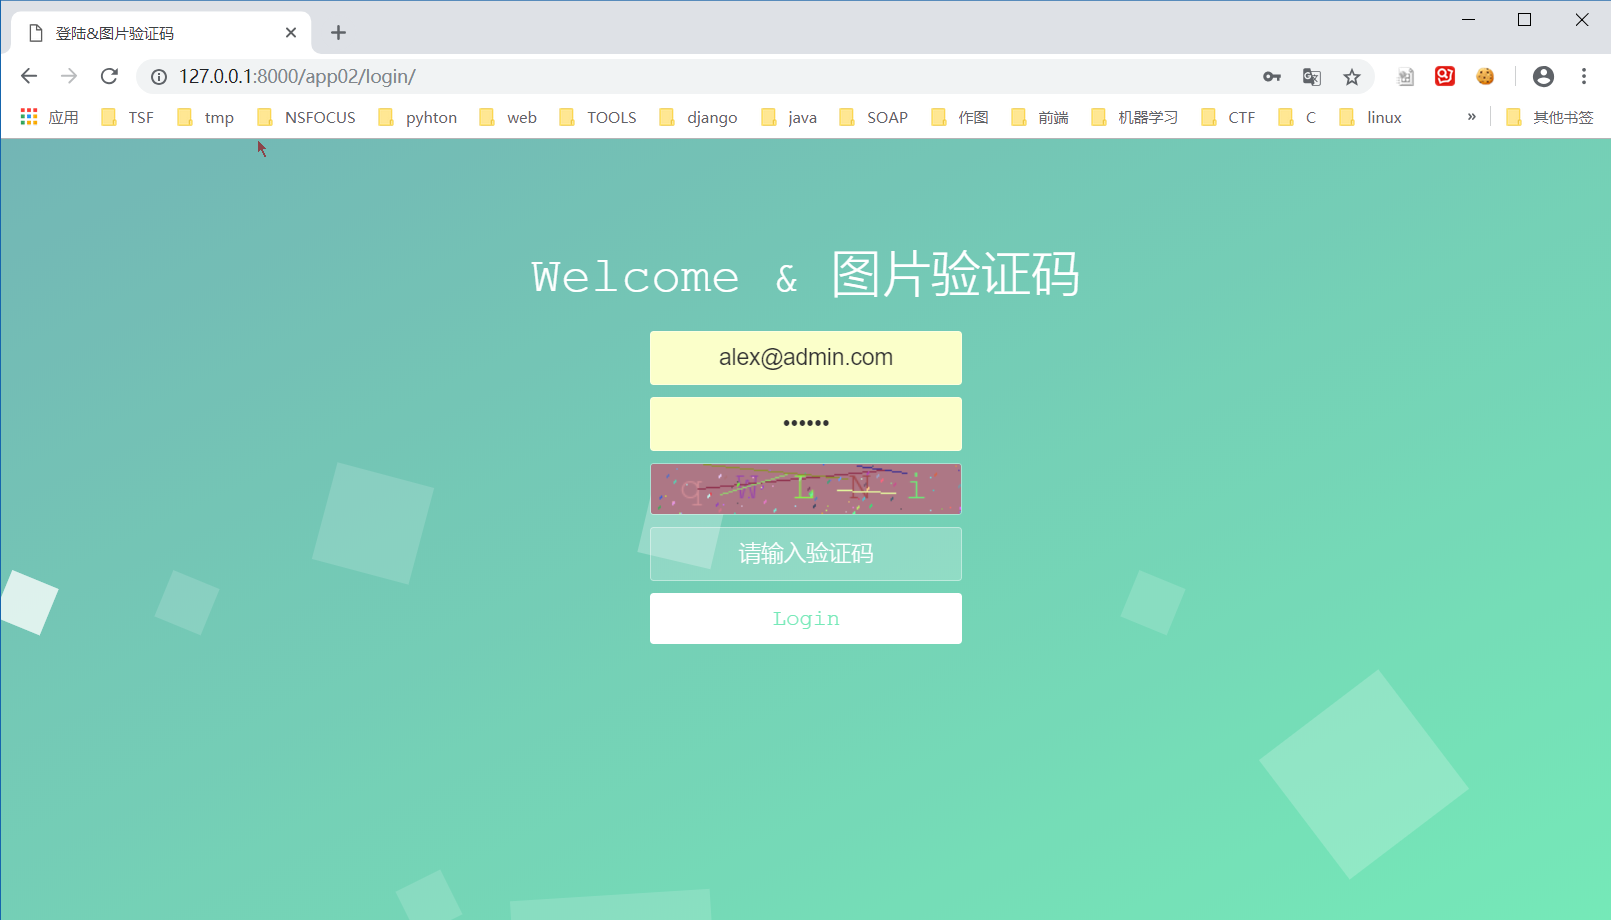 登陆&图片验证码
127.0.0.1:8000/app02/login/
应用 TSF tmp NSFOCUS pyhton web TOOLS django java SOAP 作图 前端 机器学习 CTF C linux » 其他书签
Welcome & 图片验证码
alex@admin.com
••••••
q W L N i
请输入验证码
Login